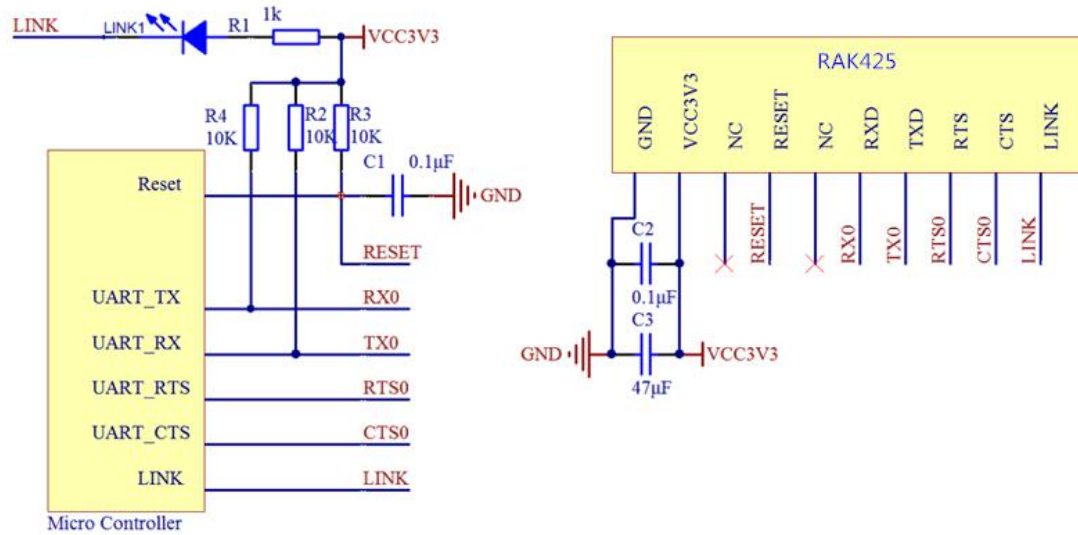 LINK
LINK1
R1
1k
VCC3V3
R4
10K
R2
10K
R3
10K
C1
0.1μF
GND
Reset
RESET
UART_TX
RX0
UART_RX
TX0
UART_RTS
RTS0
UART_CTS
CTS0
LINK
LINK
Micro Controller
RAK425
GND
VCC3V3
NC
RESET
NC
RXD
TXD
RTS
CTS
LINK
RESET
RX0
TX0
RTS0
CTS0
LINK
C2
0.1μF
C3
GND
VCC3V3
47μF